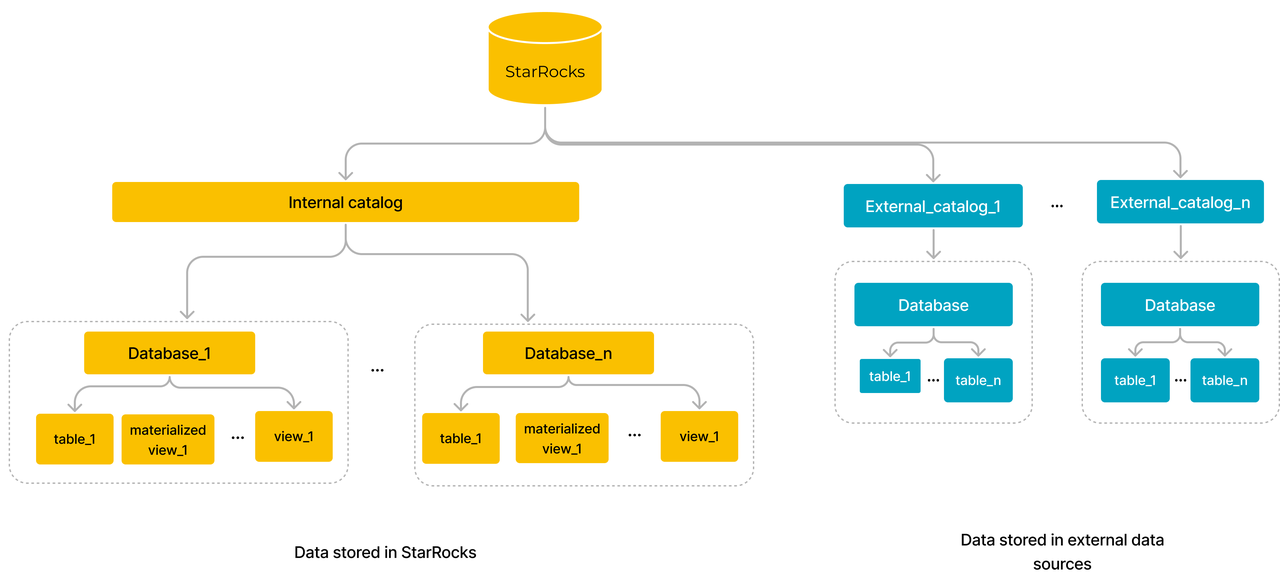 StarRocks
Internal catalog
External_catalog_1
...
External_catalog_n
Database_1
...
Database_n
Database
Database
table_1
materialized
view_1
...
view_1
table_1
materialized
view_1
...
view_1
table_1
...
table_n
table_1
...
table_n
Data stored in StarRocks
Data stored in external data
sources